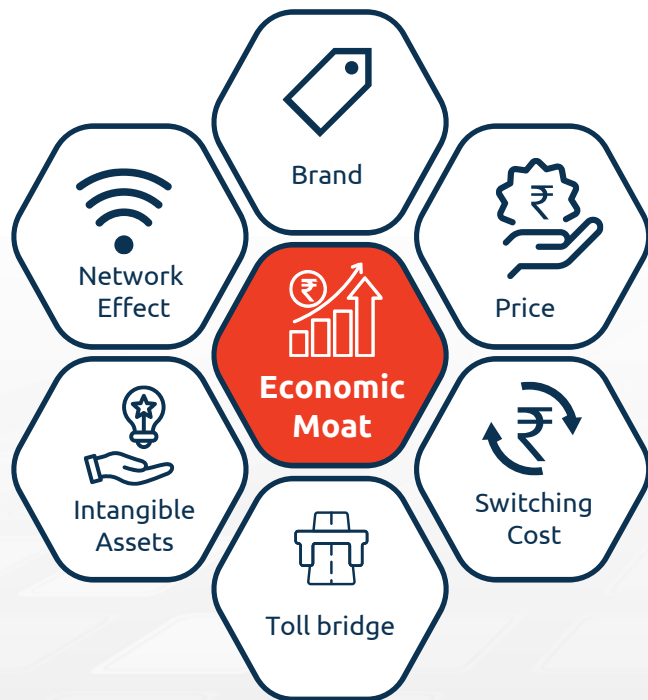 Brand
Network
Effect
₹
Price
₹
Economic
Moat
Intangible
Assets
₹
Switching
Cost
Toll bridge